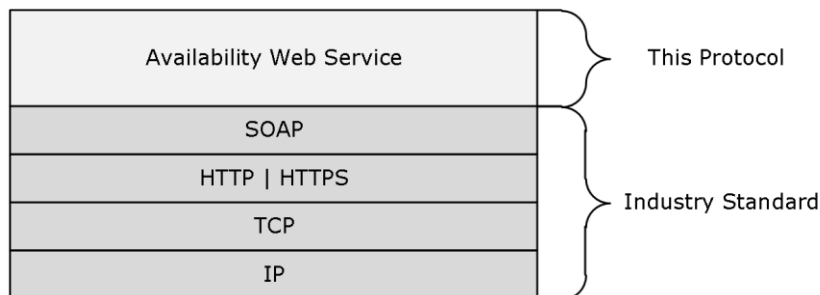 Availability Web Service
This Protocol
SOAP
HTTP | HTTPS
Industry Standard
TCP
IP